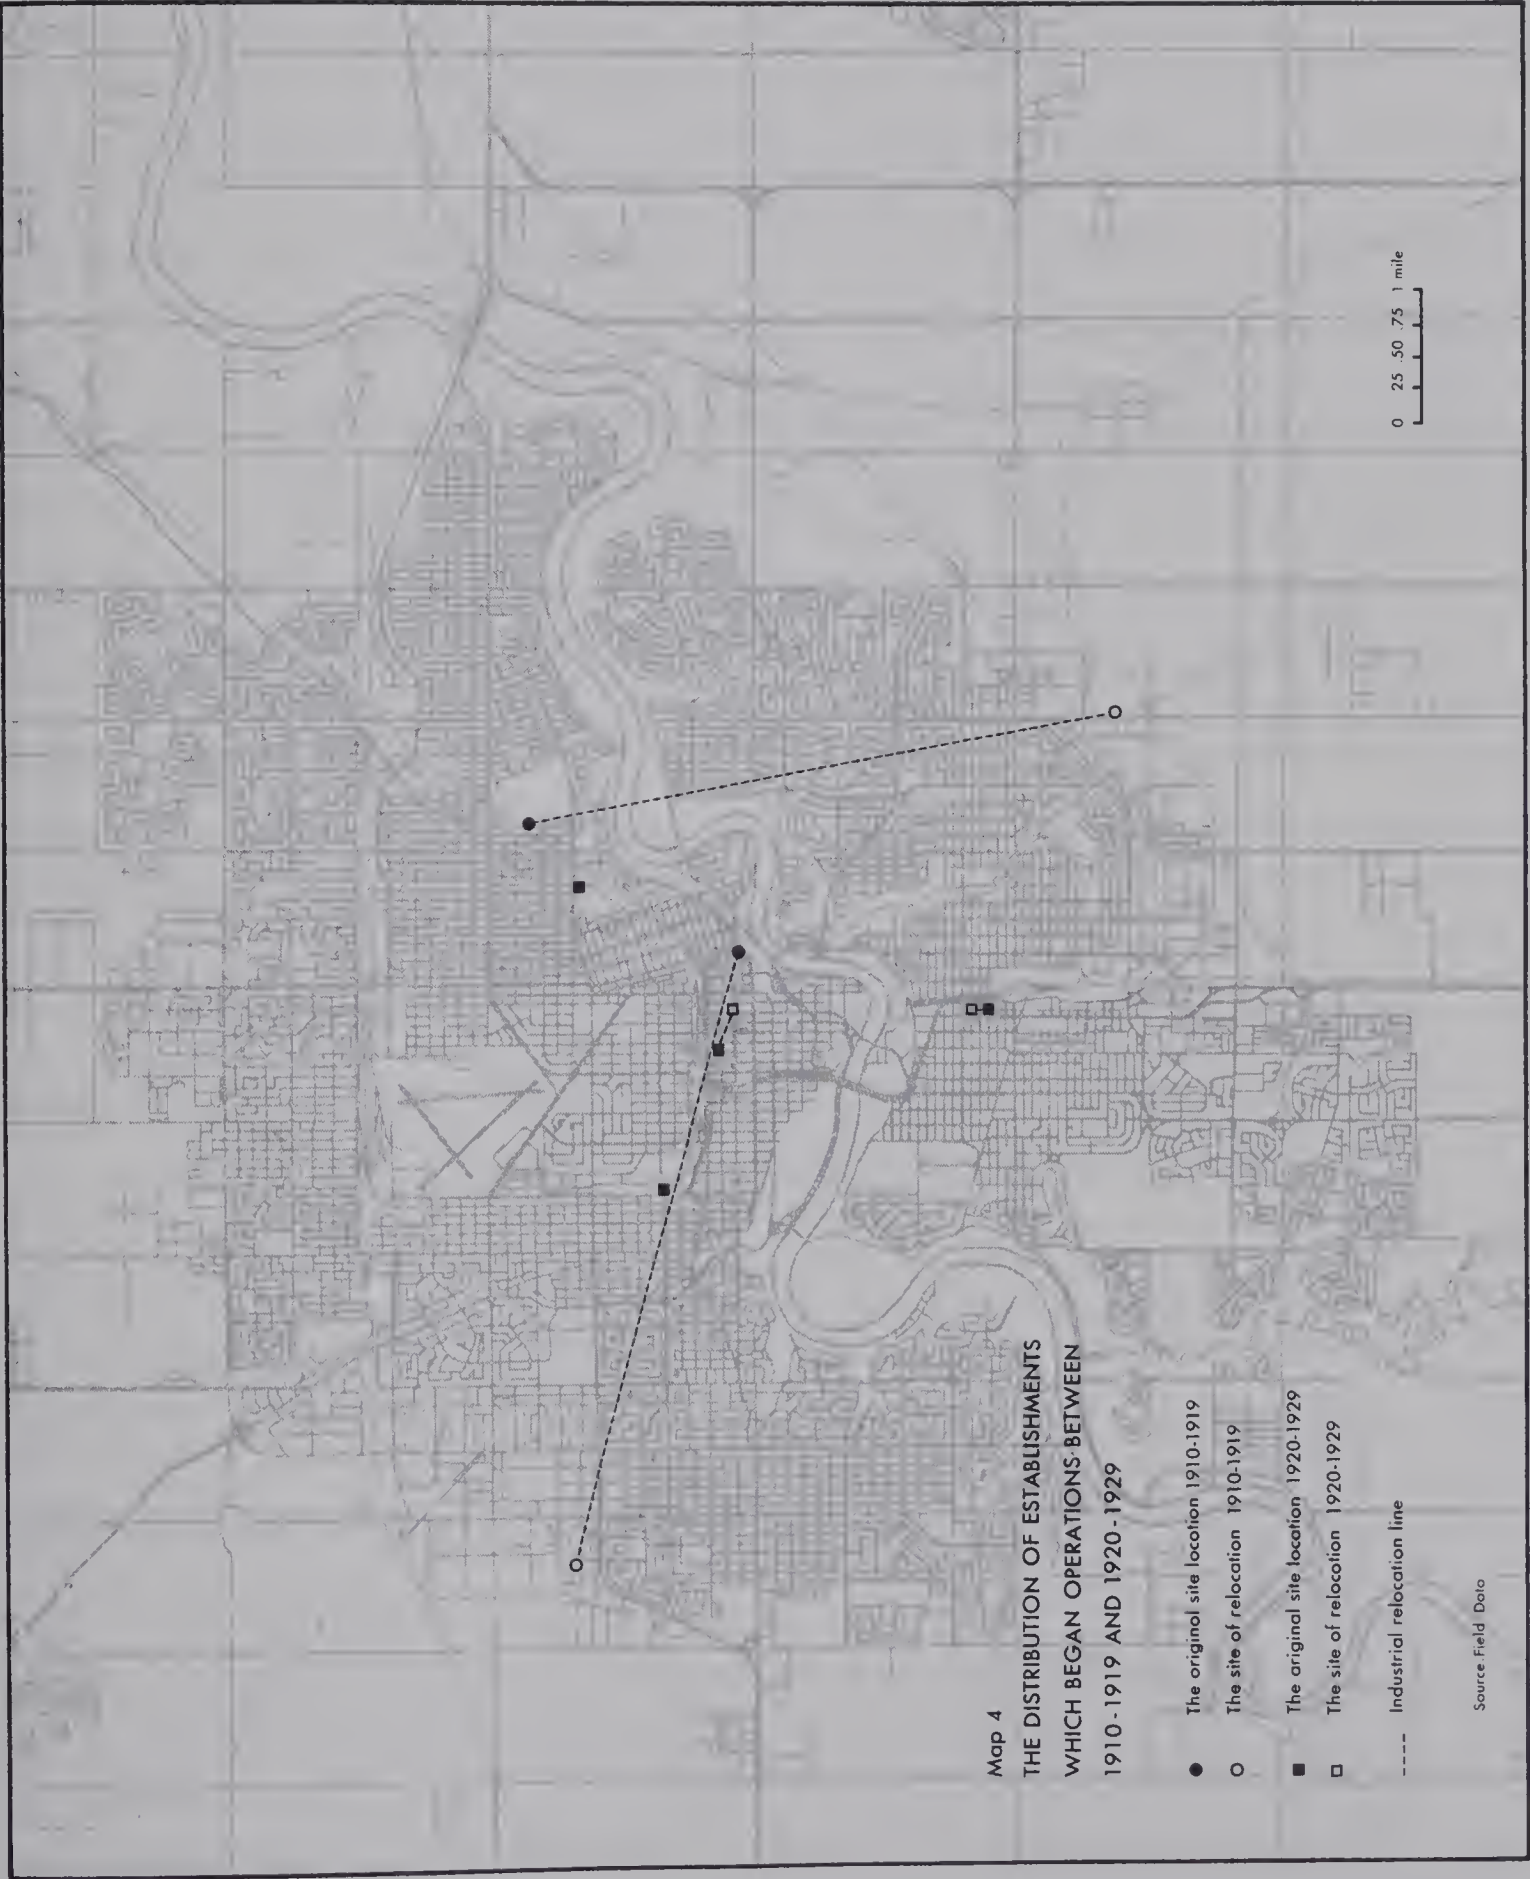 Map 4
THE DISTRIBUTION OF ESTABLISHMENTS
WHICH BEGAN OPERATIONS BETWEEN
1910-1919 AND 1920-1929
The original site location 1910-1919
The site of relocation 1910-1919
The original site location 1920-1929
The site of relocation 1920-1929
Industrial relocation line
Source: Field Data
0 25 .50 .75 1 mile